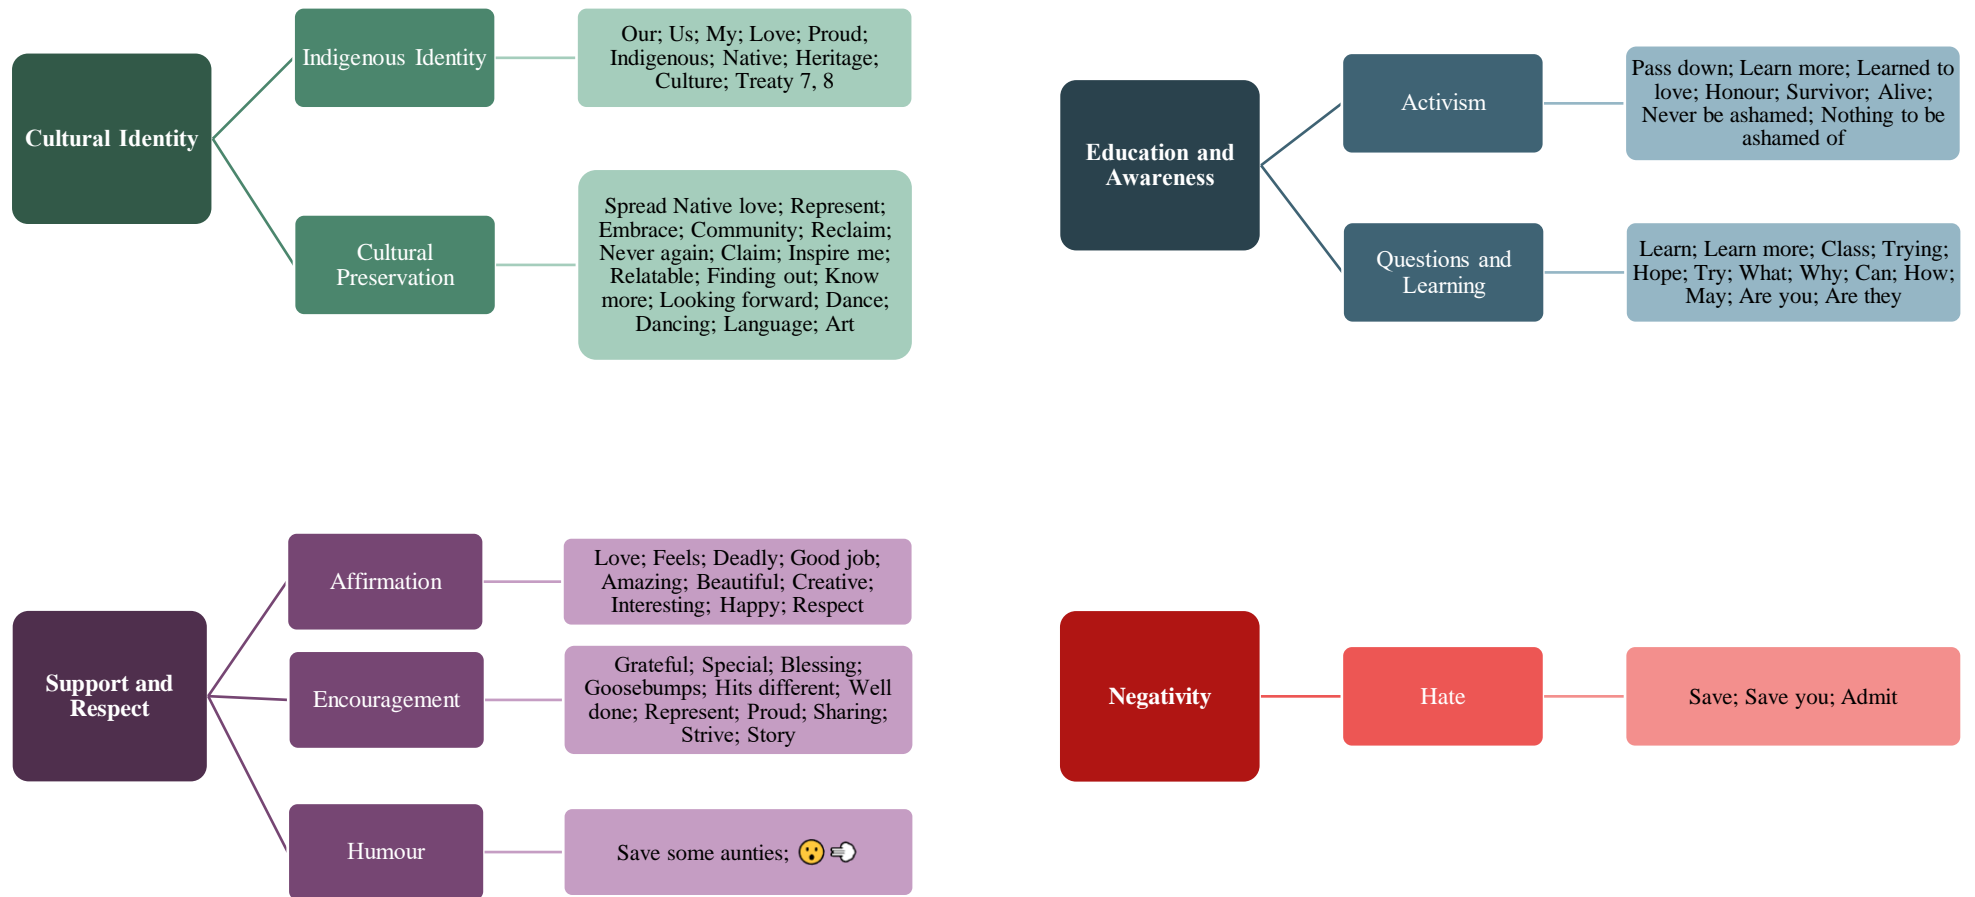 Cultural Identity
Indigenous Identity
Our; Us; My; Love; Proud;
Indigenous; Native; Heritage;
Culture; Treaty 7, 8
Cultural
Preservation
Spread Native love; Represent;
Embrace; Community; Reclaim;
Never again; Claim; Inspire me;
Relatable; Finding out; Know
more; Looking forward; Dance;
Dancing; Language; Art
Education and
Awareness
Activism
Pass down; Learn more; Learned to
love; Honour; Survivor; Alive;
Never be ashamed; Nothing to be
ashamed of
Questions and
Learning
Learn; Learn more; Class; Trying;
Hope; Try; What; Why; Can; How;
May; Are you; Are they
Support and
Respect
Affirmation
Love; Feels; Deadly; Good job;
Amazing; Beautiful; Creative;
Interesting; Happy; Respect
Encouragement
Grateful; Special; Blessing;
Goosebumps; Hits different; Well
done; Represent; Proud; Sharing;
Strive; Story
Humour
Save some aunties; 😮💨
Negativity
Hate
Save; Save you; Admit